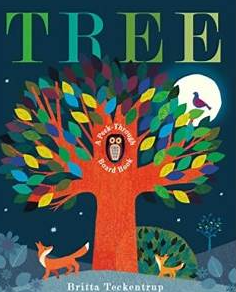 TREE
A Peek-Through
Board Book
Britta Teckentrup